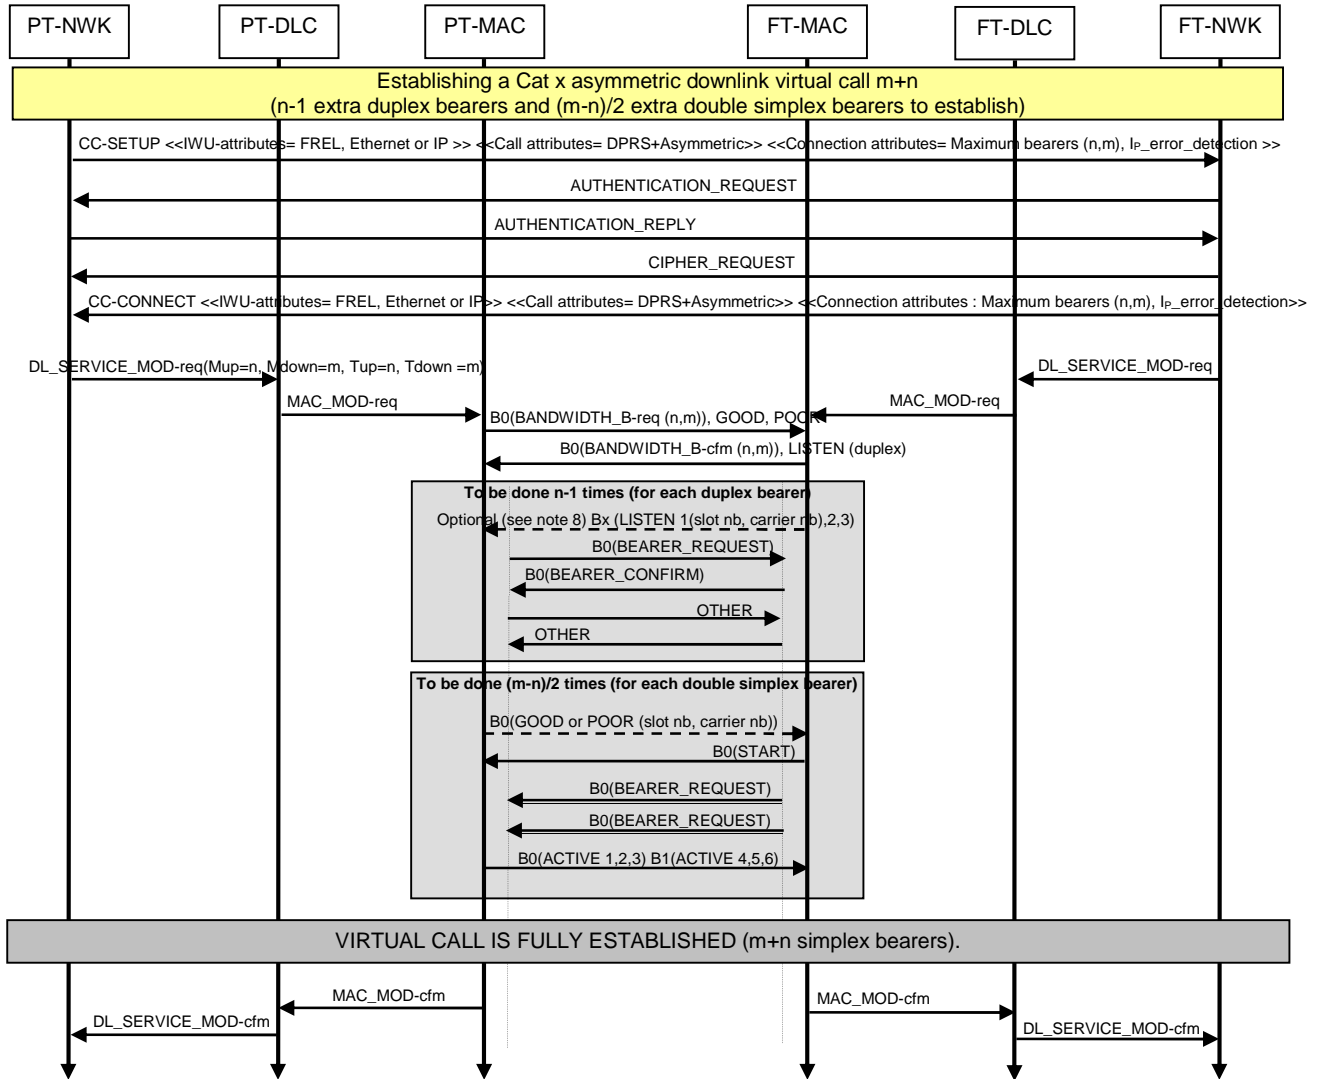 PT-NWK PT-DLC PT-MAC FT-MAC FT-DLC FT-NWK
Establishing a Cat x asymmetric downlink virtual call m+n
(n-1 extra duplex bearers and (m-n)/2 extra double simplex bearers to establish)
CC-SETUP <<IWU-attributes= FREL, Ethernet or IP >> <<Call attributes= DPRS+Asymmetric>> <<Connection attributes= Maximum bearers (n,m), IP_error_detection >>
AUTHENTICATION_REQUEST
AUTHENTICATION_REPLY
CIPHER_REQUEST
CC-CONNECT <<IWU-attributes= FREL, Ethernet or IP>> <<Call attributes= DPRS+Asymmetric>> <<Connection attributes : Maximum bearers (n,m), IP_error_detection>>
DL_SERVICE_MOD-req(Mup=n, Mdown=m, Tup=n, Tdown =m) DL_SERVICE_MOD-req
MAC_MOD-req MAC_MOD-req
B0(BANDWIDTH_B-req (n,m)), GOOD, POOR
B0(BANDWIDTH_B-cfm (n,m)), LISTEN (duplex)
To be done n-1 times (for each duplex bearer)
Optional (see note 8) Bx (LISTEN 1(slot nb, carrier nb),2,3)
B0(BEARER_REQUEST)
B0(BEARER_CONFIRM)
OTHER
OTHER
To be done (m-n)/2 times (for each double simplex bearer)
B0(GOOD or POOR (slot nb, carrier nb))
B0(START)
B0(BEARER_REQUEST)
B0(BEARER_REQUEST)
B0(ACTIVE 1,2,3) B1(ACTIVE 4,5,6)
VIRTUAL CALL IS FULLY ESTABLISHED (m+n simplex bearers).
MAC_MOD-cfm MAC_MOD-cfm
DL_SERVICE_MOD-cfm DL_SERVICE_MOD-cfm